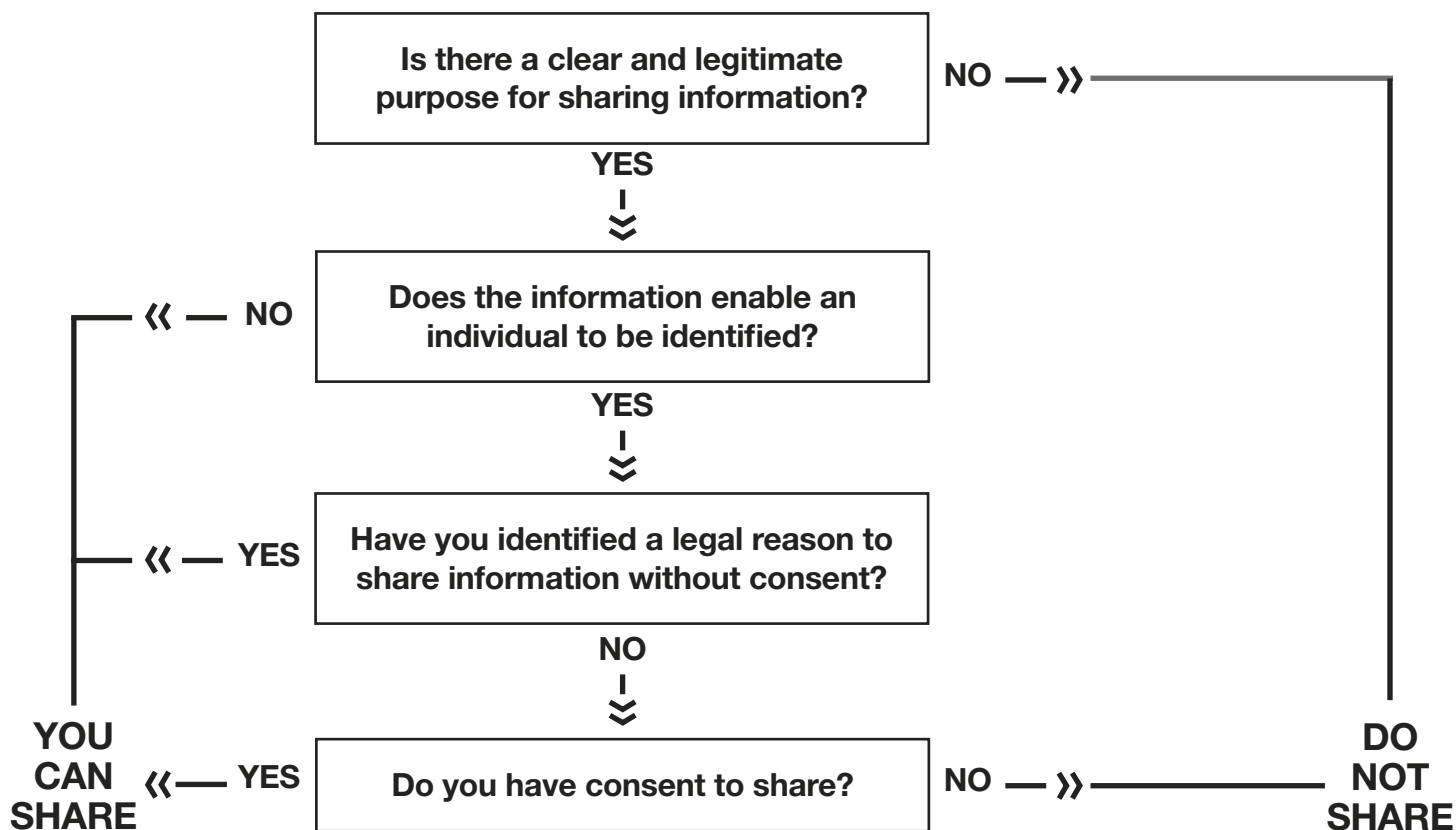 Is there a clear and legitimate
purpose for sharing information?
NO
YES
Does the information enable an
individual to be identified?
NO
YES
Have you identified a legal reason to
share information without consent?
YES
NO
Do you have consent to share?
YES
NO
YOU
CAN
SHARE
DO
NOT
SHARE